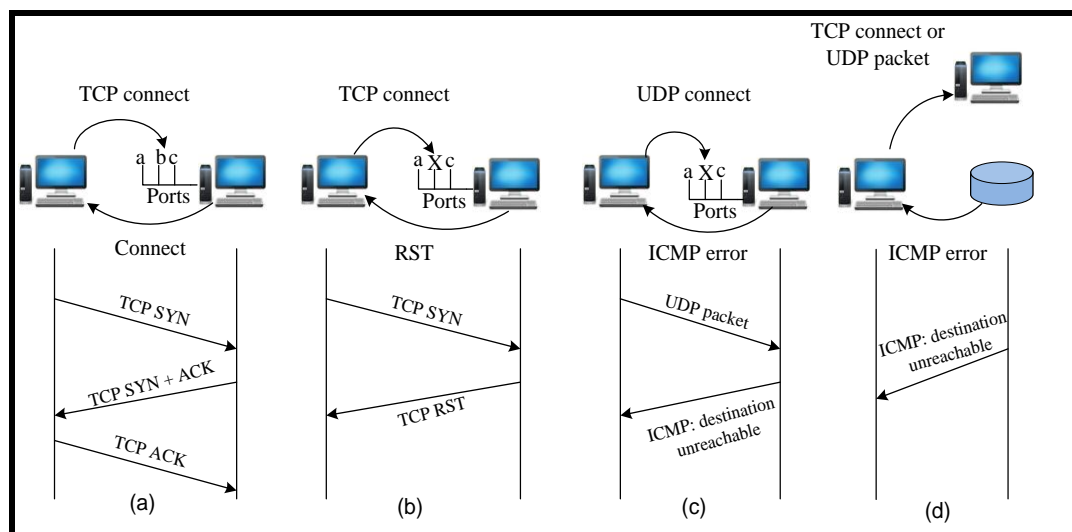 TCP connect
a b c
Ports
Connect
TCP SYN
TCP SYN + ACK
TCP ACK
(a)
TCP connect
a X c
Ports
RST
TCP SYN
TCP RST
(b)
UDP connect
a X c
Ports
ICMP error
UDP packet
ICMP: destination
unreachable
(c)
TCP connect or
UDP packet
ICMP error
ICMP: destination
unreachable
(d)